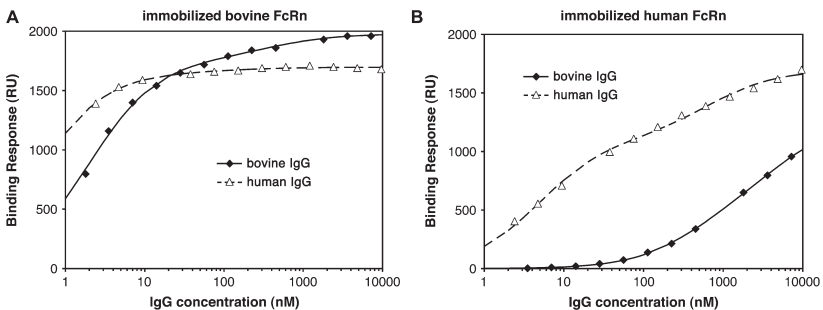 A
immobilized bovine FcRn
Binding Response (RU)
2000
1500
1000
500
0
bovine IgG
human IgG
1 10 100 1000 10000
IgG concentration (nM)
B
immobilized human FcRn
Binding Response (RU)
2000
1500
1000
500
0
bovine IgG
human IgG
1 10 100 1000 10000
IgG concentration (nM)